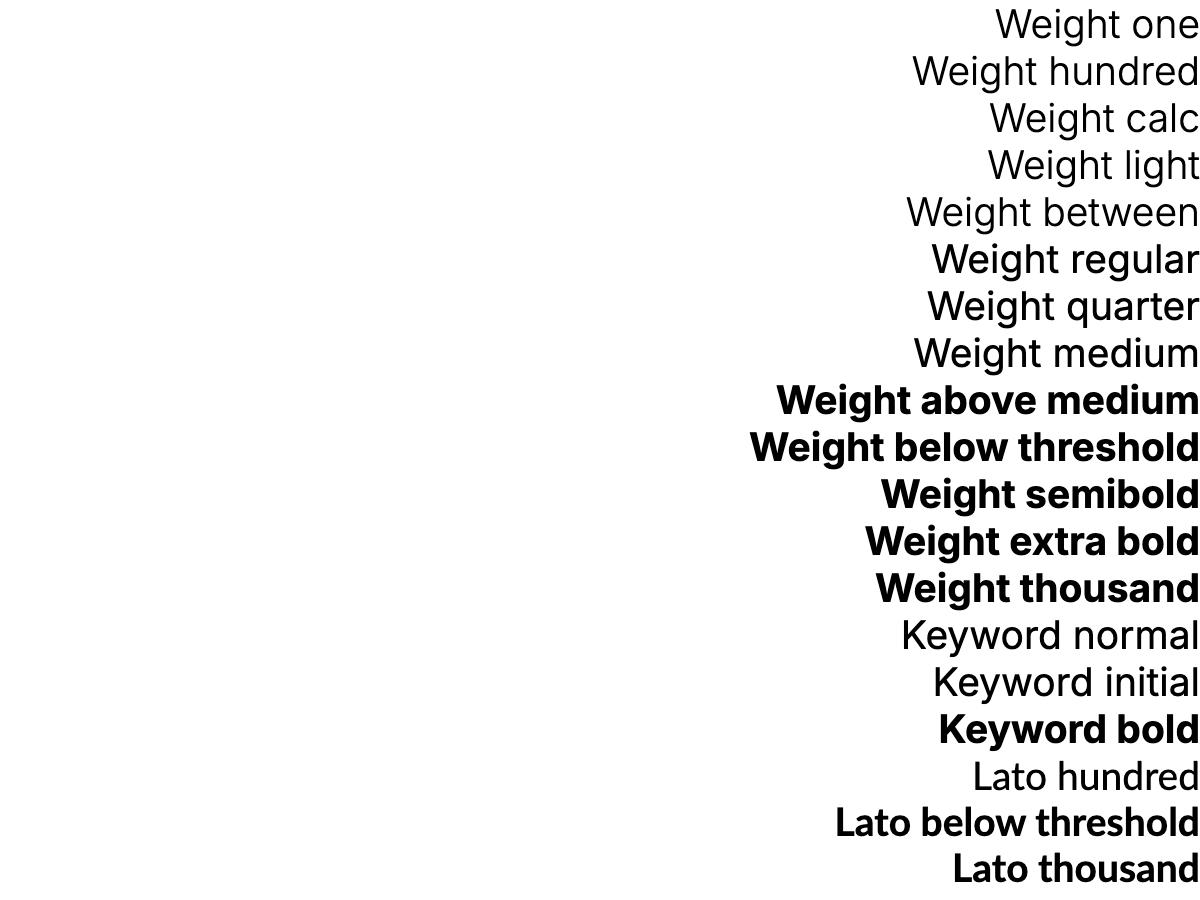 Weight one
Weight hundred
Weight calc
Weight light
Weight between
Weight regular
Weight quarter
Weight medium
Weight above medium
Weight below threshold
Weight semibold
Weight extra bold
Weight thousand
Keyword normal
Keyword initial
Keyword bold
Lato hundred
Lato below threshold
Lato thousand